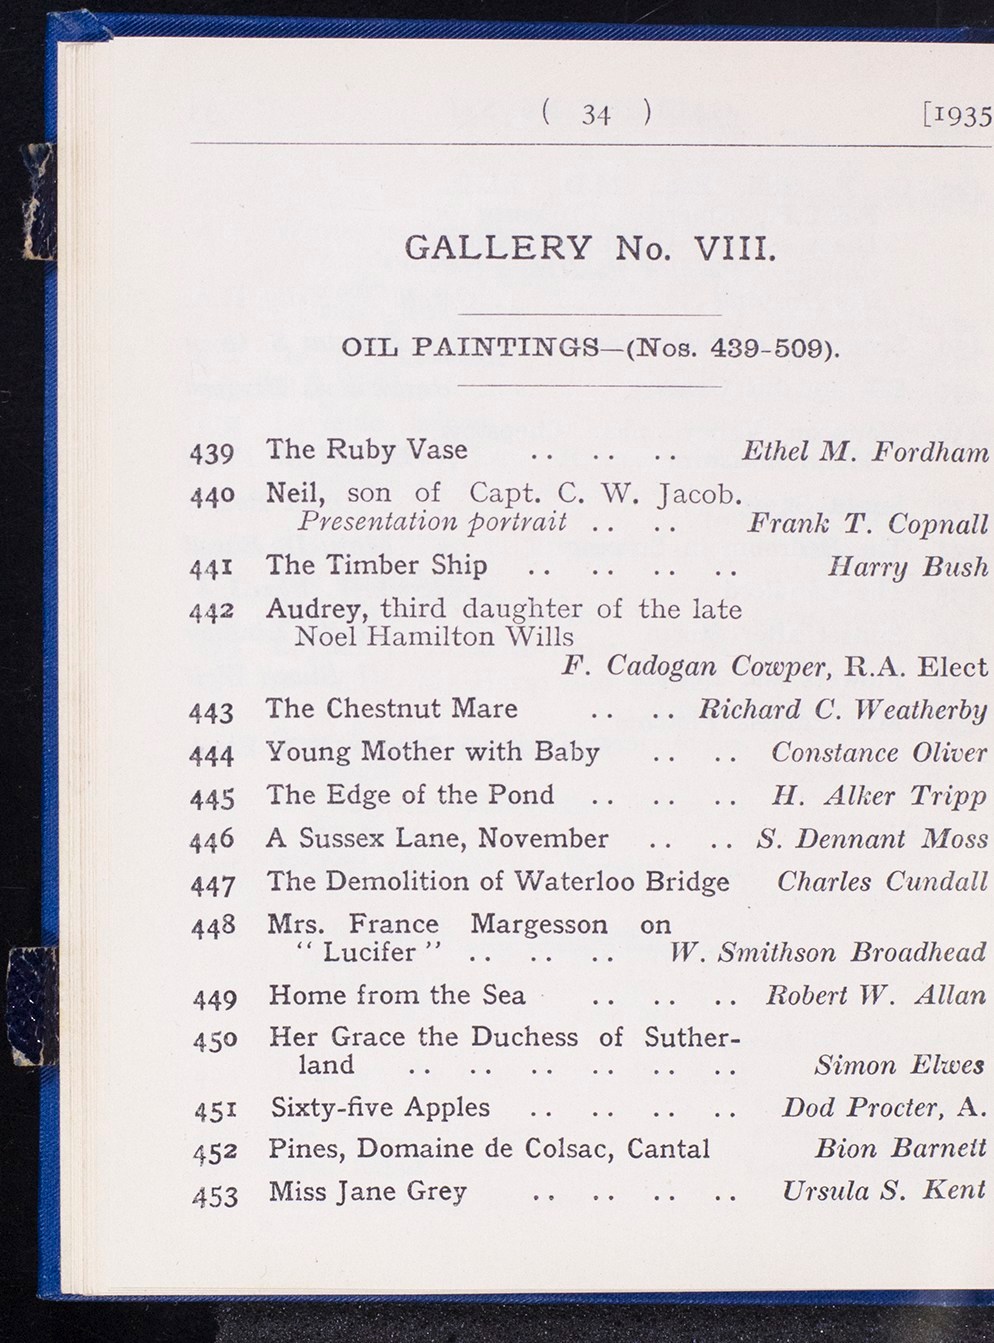 ( 34 ) [1935
GALLERY No. VIII.
OIL PAINTINGS—(Nos. 439-509).
439 The Ruby Vase .. .. .. Ethel M. Fordham
440 Neil, son of Capt. C. W. Jacob.
Presentation portrait .. .. Frank T. Copnall
441 The Timber Ship .. .. .. .. Harry Bush
442 Audrey, third daughter of the late
Noel Hamilton Wills
F. Cadogan Cowper, R.A. Elect
443 The Chestnut Mare .. .. Richard C. Weatherby
444 Young Mother with Baby .. .. Constance Oliver
445 The Edge of the Pond .. .. .. H. Alker Tripp
446 A Sussex Lane, November .. .. S. Dennant Moss
447 The Demolition of Waterloo Bridge Charles Cundall
448 Mrs. France Margesson on
“ Lucifer ” .. .. .. W. Smithson Broadhead
449 Home from the Sea .. .. .. Robert W. Allan
450 Her Grace the Duchess of Suther-
land .. .. .. .. .. .. Simon Elwes
451 Sixty-five Apples .. .. .. .. Dod Procter, A.
452 Pines, Domaine de Colsac, Cantal Bion Barnett
453 Miss Jane Grey .. .. .. .. Ursula S. Kent